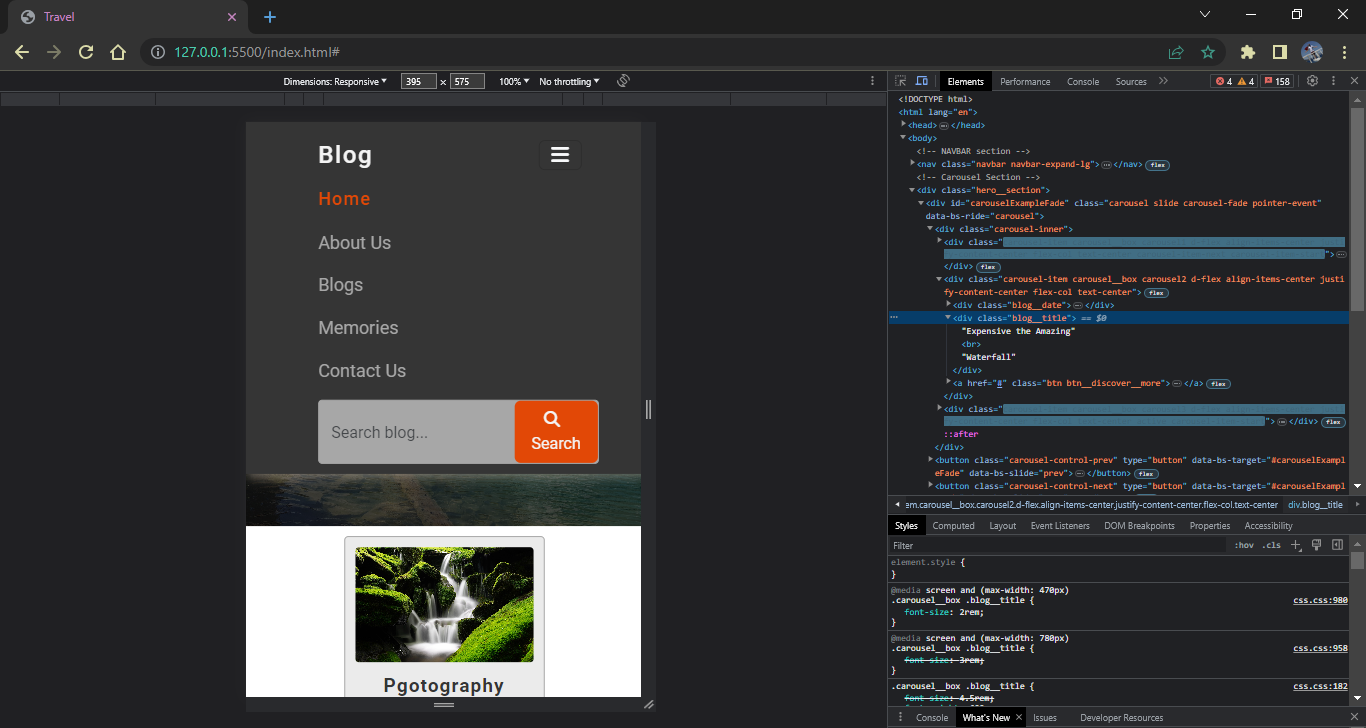 Travel
127.0.0.1:5500/index.html#
Dimensions: Responsive 395 x 575 100% No throttling
Elements Performance Console Sources 4 4 158
Blog
Home
About Us
Blogs
Memories
Contact Us
Search blog...
Search
Pgotography
<!DOCTYPE html>
<html lang="en">
<head>…</head>
<body>
<!-- NAVBAR section -->
<nav class="navbar navbar-expand-lg">…</nav> flex
<!-- Carousel Section -->
<div class="hero__section">
<div id="carouselExampleFade" class="carousel slide carousel-fade pointer-event"
data-bs-ride="carousel">
<div class="carousel-inner">
<div class="
">…
</div> flex
<div class="carousel-item carousel__box carousel2 d-flex align-items-center justi
fy-content-center flex-col text-center"> flex
<div class="blog__date">…</div>
… <div class="blog__title"> == $0
"Expensive the Amazing"
<br>
"Waterfall"
</div>
<a href="#" class="btn btn__discover__more">…</a> flex
</div>
<div class="
">…</div> flex
::after
</div>
<button class="carousel-control-prev" type="button" data-bs-target="#carouselExampl
eFade" data-bs-slide="prev">…</button> flex
<button class="carousel-control-next" type="button" data-bs-target="#carouselExampl
em.carousel__box.carousel2.d-flex.align-items-center.justify-content-center.flex-col.text-center div.blog__title
Styles Computed Layout Event Listeners DOM Breakpoints Properties Accessibility
Filter :hov .cls
element.style {
}
@media screen and (max-width: 470px)
.carousel__box .blog__title { css.css:980
font-size: 2rem;
}
@media screen and (max-width: 780px)
.carousel__box .blog__title { css.css:958
font-size: 3rem;
}
.carousel__box .blog__title { css.css:182
font-size: 4.5rem;
Console What's New Issues Developer Resources